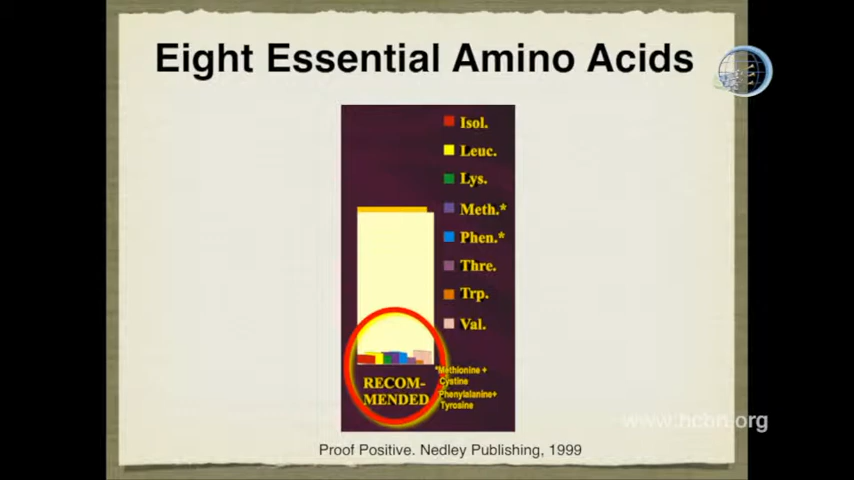 Eight Essential Amino Acids
Isol.
Leuc.
Lys.
Meth.*
Phen.*
Thre.
Trp.
Val.
RECOM-
MENDED
*Methionine +
Cystine
Phenylalanine+
Tyrosine
www.hcbn.org
Proof Positive. Nedley Publishing, 1999